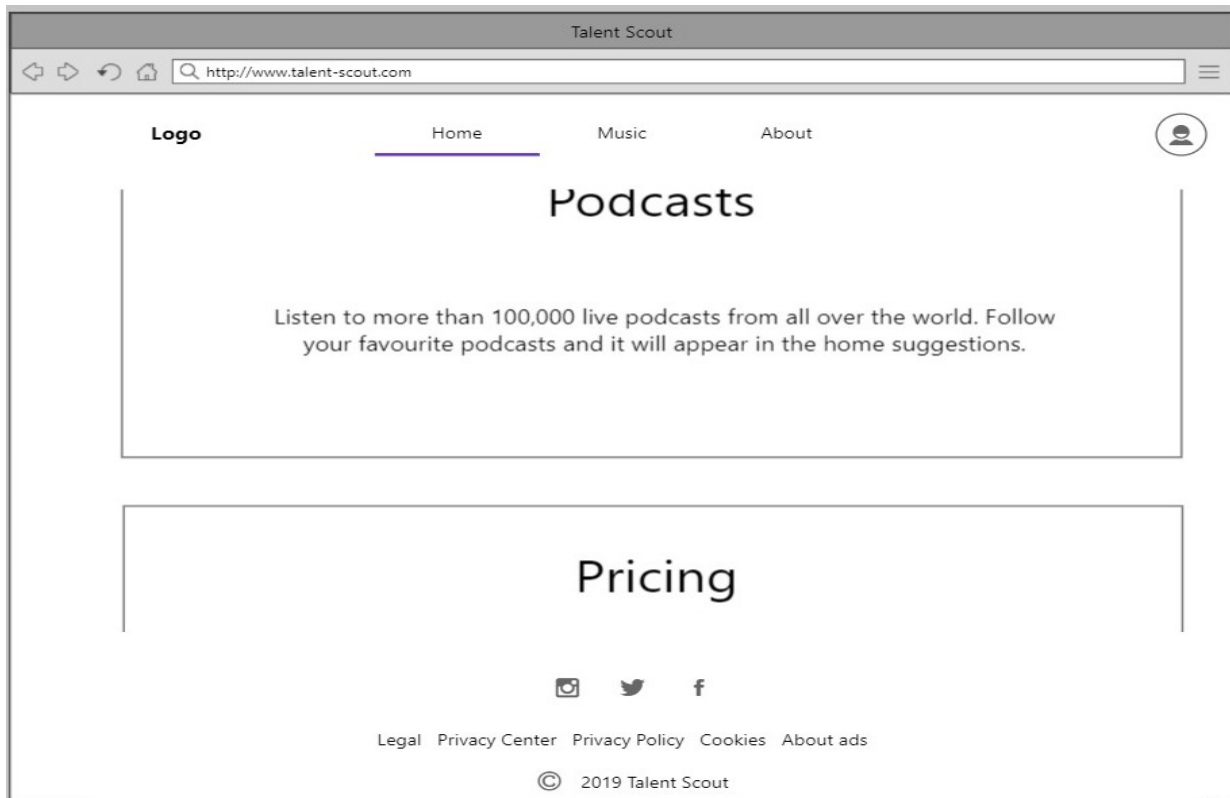 Talent Scout
http://www.talent-scout.com
Logo Home Music About
Podcasts
Listen to more than 100,000 live podcasts from all over the world. Follow
your favourite podcasts and it will appear in the home suggestions.
Pricing
Legal Privacy Center Privacy Policy Cookies About ads
© 2019 Talent Scout